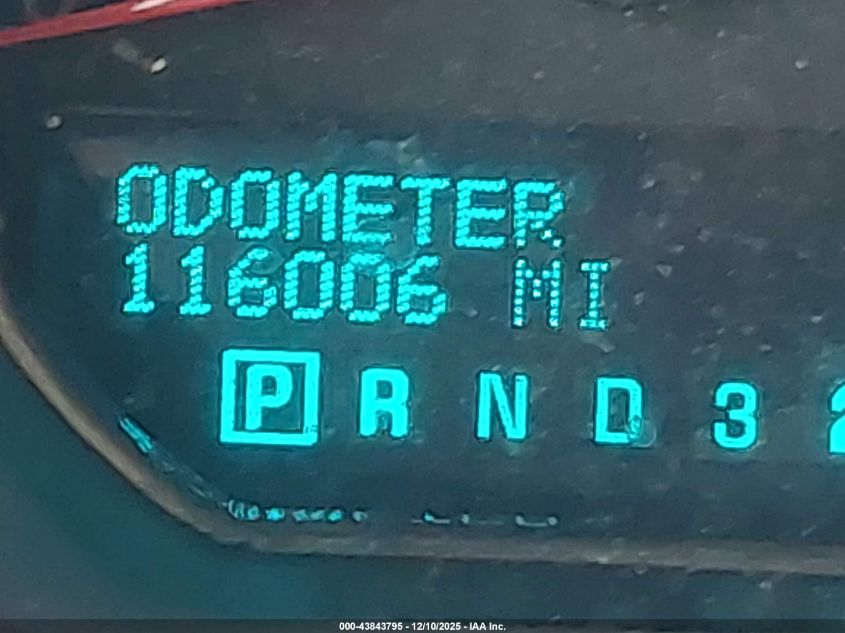 ODOMETER
116006 MI
P R N D 3 2
000-43843795 - 12/10/2025 - IAA Inc.